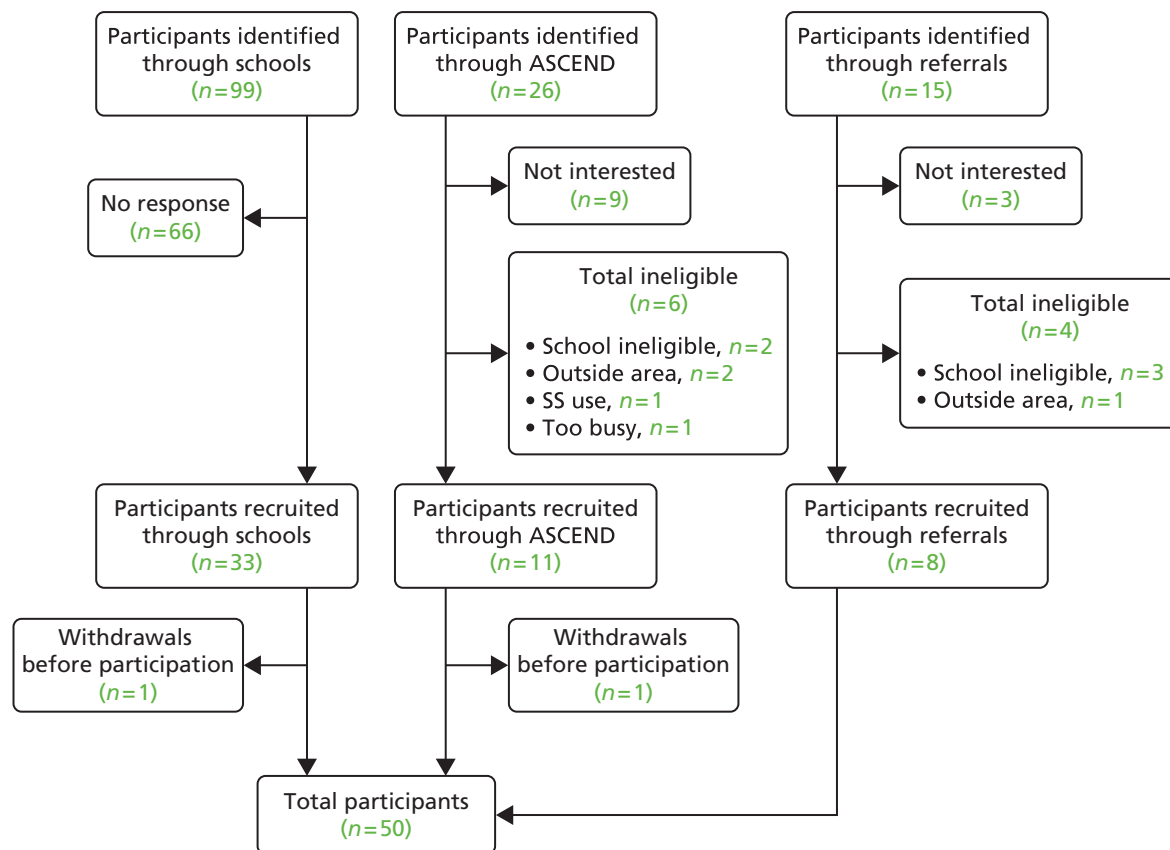 Participants identified
through schools
(n=99)
Participants identified
through ASCEND
(n=26)
Participants identified
through referrals
(n=15)
No response
(n=66)
Not interested
(n=9)
Not interested
(n=3)
Total ineligible
(n=6)
• School ineligible, n=2
• Outside area, n=2
• SS use, n=1
• Too busy, n=1
Total ineligible
(n=4)
• School ineligible, n=3
• Outside area, n=1
Participants recruited
through schools
(n=33)
Participants recruited
through ASCEND
(n=11)
Participants recruited
through referrals
(n=8)
Withdrawals
before participation
(n=1)
Withdrawals
before participation
(n=1)
Total participants
(n=50)